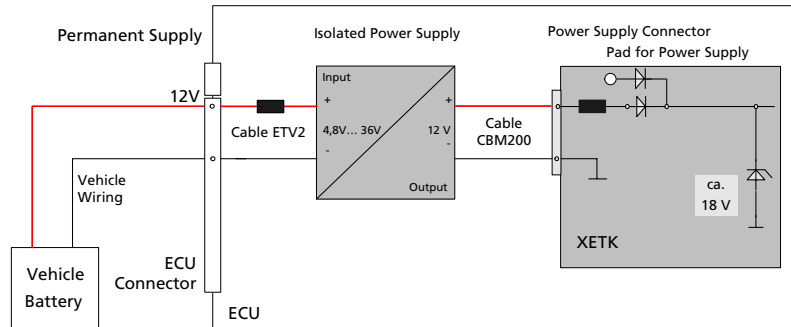 Permanent Supply
Isolated Power Supply
Power Supply Connector
Pad for Power Supply
Input
12V
+
+
Cable ETV2
4,8V... 36V
12 V
Cable
CBM200
-
-
Vehicle
Wiring
Output
ca.
18 V
XETK
ECU
Connector
Vehicle
Battery
ECU